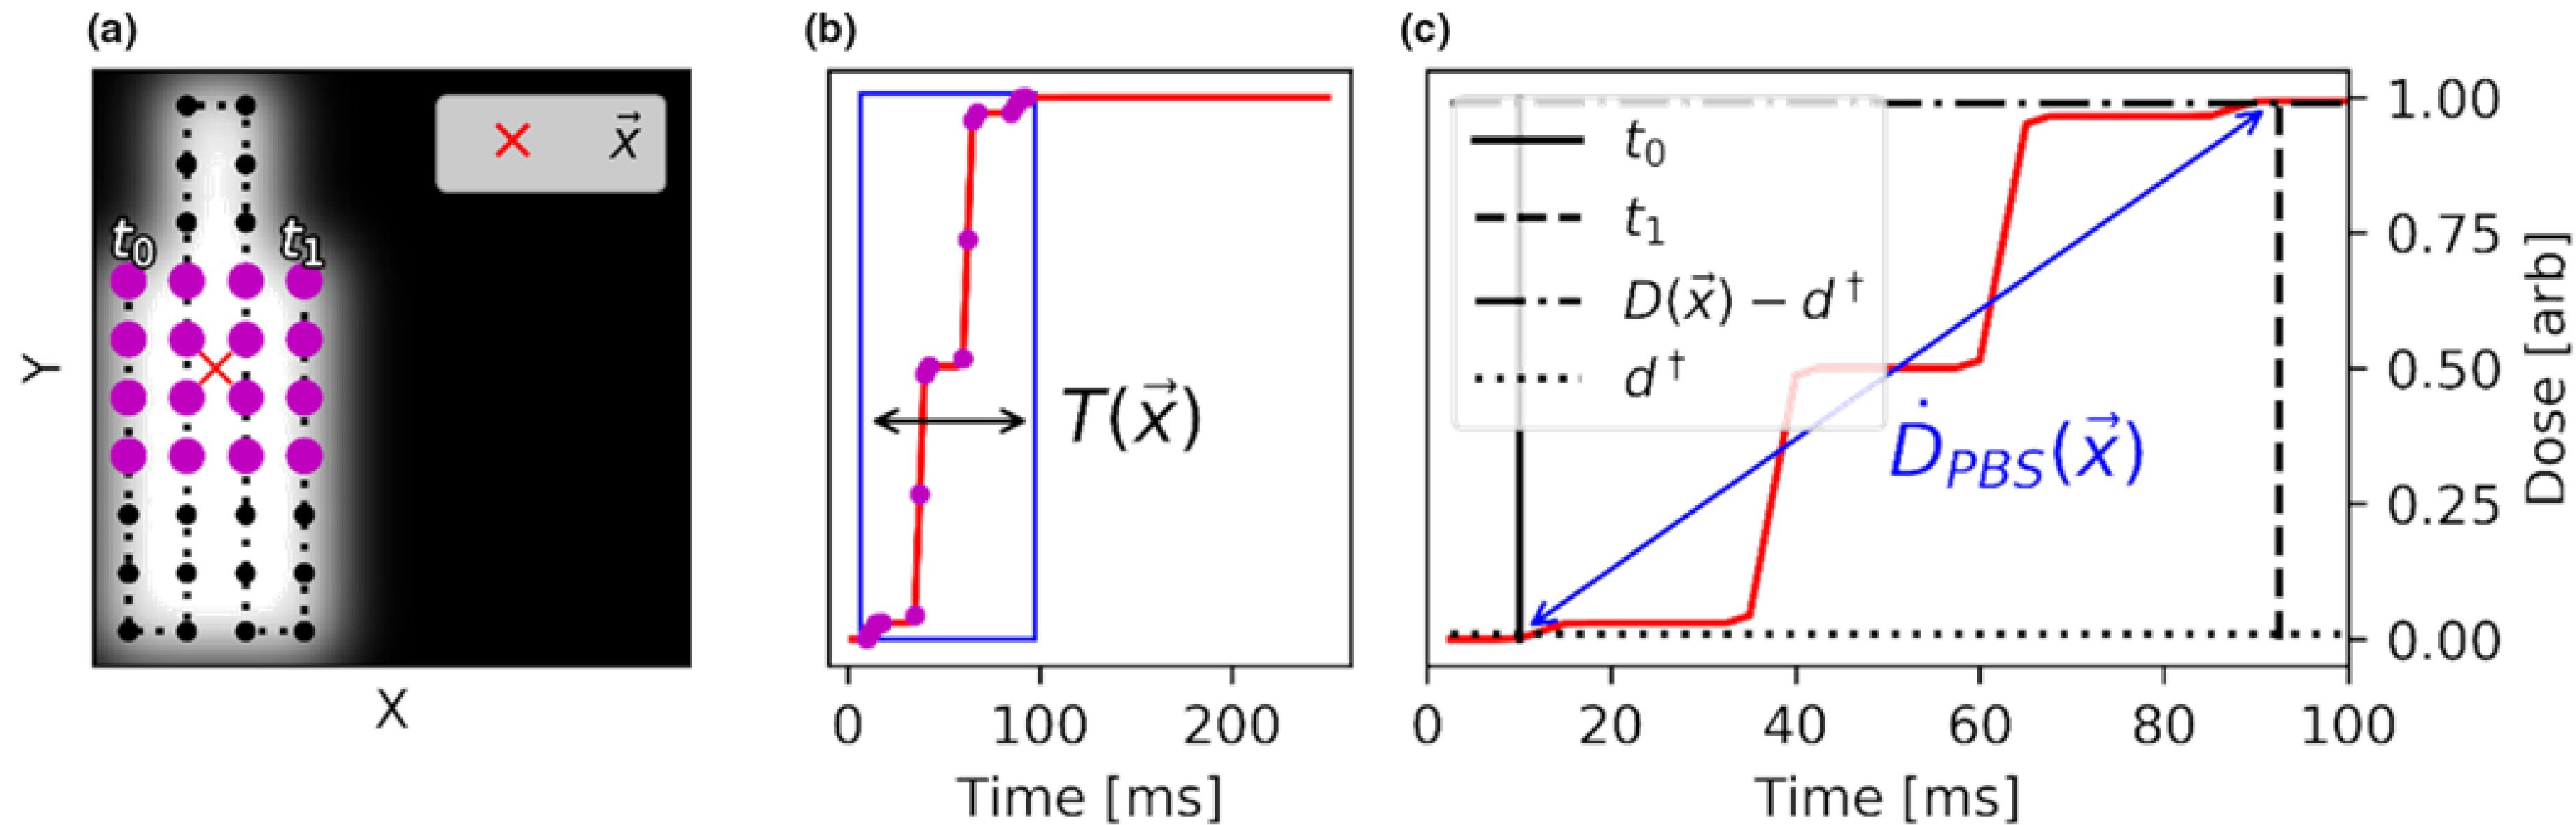 (a)
x⃗
t₀
t₁
Y
X
(b)
T(x⃗)
0 100 200
Time [ms]
(c)
t₀
t₁
D(x⃗) − d†
d†
Ḋ_PBS(x⃗)
1.00
0.75
0.50
0.25
0.00
Dose [arb]
0 20 40 60 80 100
Time [ms]